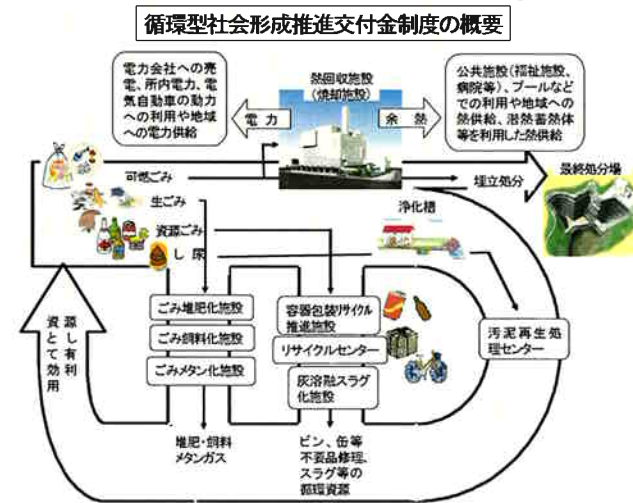 循環型社会形成推進交付金制度の概要
電力会社への売
電、所内電力、電
気自動車の動力
への利用や地域
への電力供給
熱回収施設
（焼却施設）
公共施設（福祉施設、
病院等）、プールなど
での利用や地域への
熱供給、潜熱蓄熱体
等を利用した熱供給
電 力
余 熱
可燃ごみ
埋立処分
最終処分場
生ごみ
浄化槽
資源ごみ
し 尿
ごみ堆肥化施設
ごみ飼料化施設
ごみメタン化施設
容器包装リサイクル
推進施設
リサイクルセンター
灰溶融スラグ
化施設
汚泥再生処
理センター
資源として有効利用
堆肥・飼料
メタンガス
ビン、缶等
不要品修理、
スラグ等の
循環資源